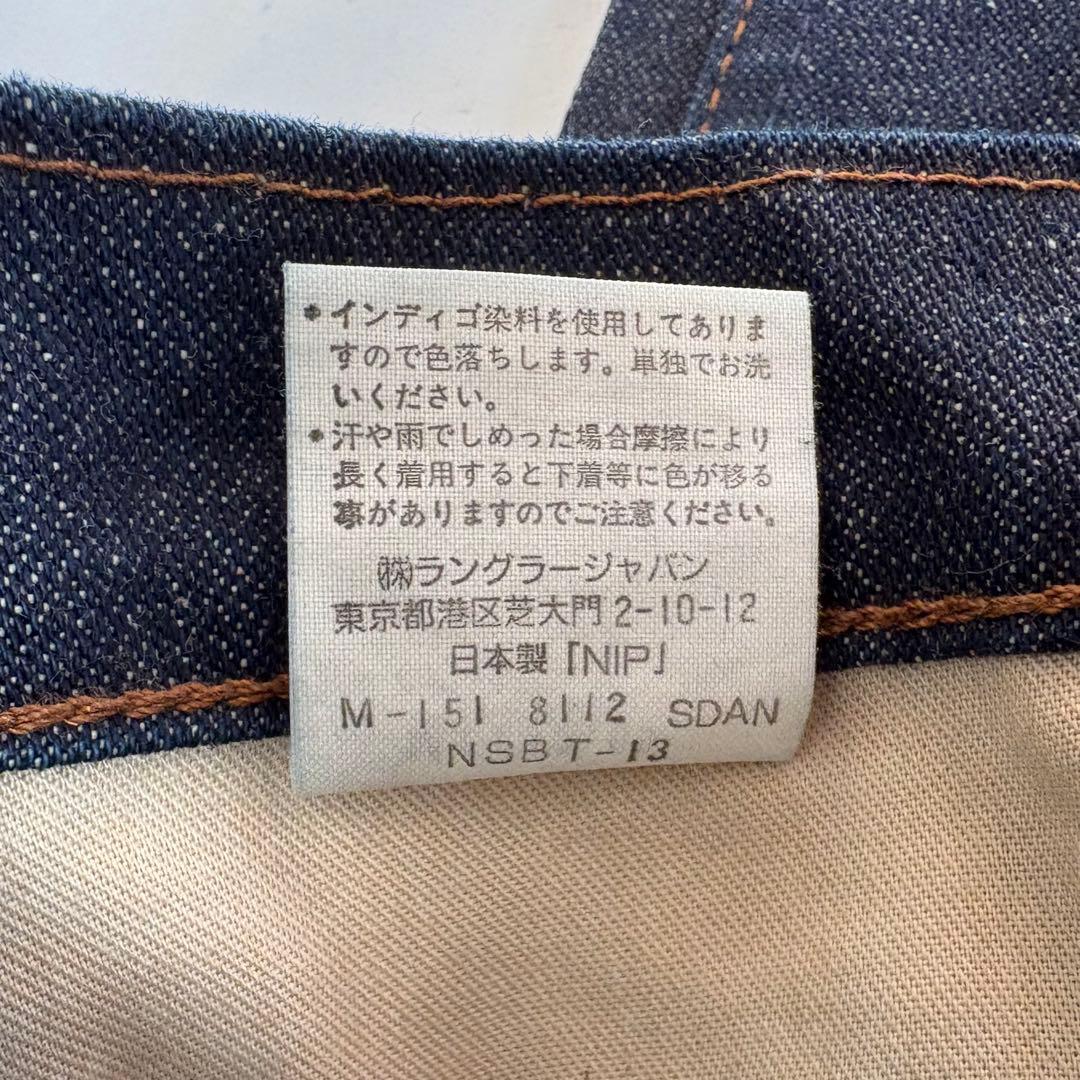 •インディゴ染料を使用してありま
すので色落ちします。単独でお洗
いください。
•汗や雨でしめった場合摩擦により
長く着用すると下着等に色が移る
事がありますのでご注意ください。
㈱ラングラージャパン
東京都港区芝大門2-10-12
日本製「NIP」
M-151 8112 SDAN
NSBT-13